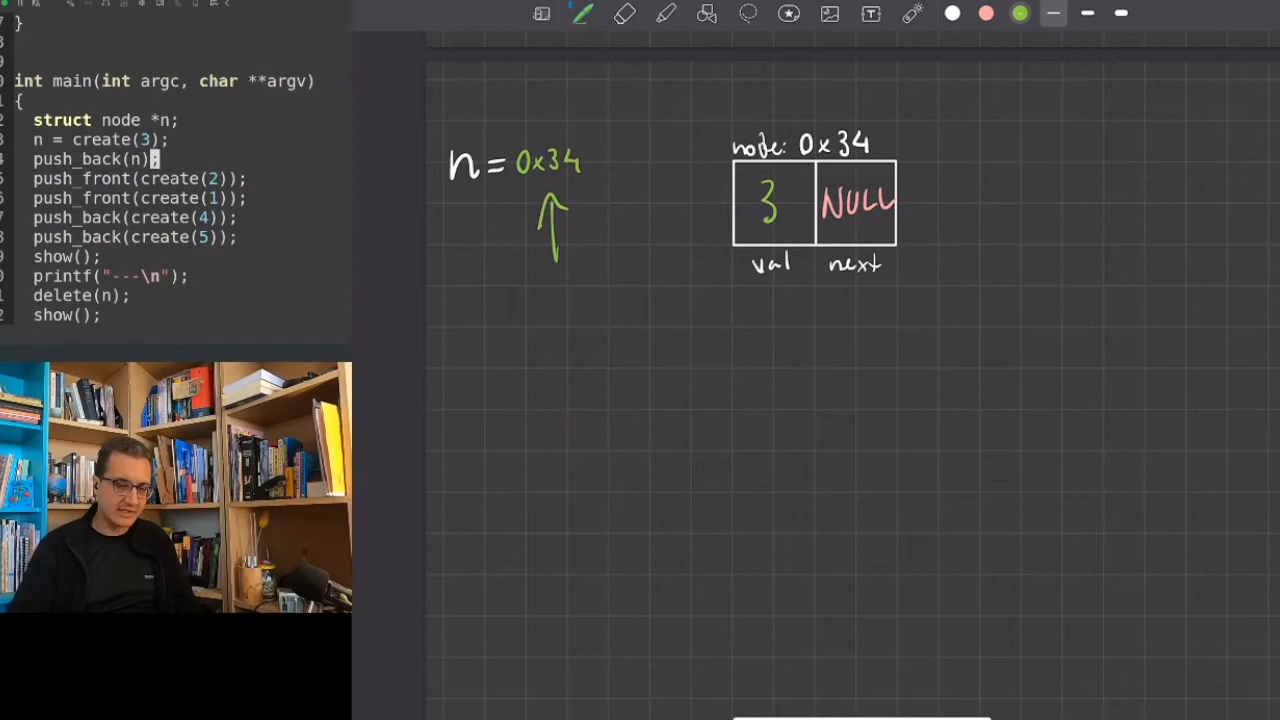 }
int main(int argc, char **argv)
{
struct node *n;
n = create(3);
push_back(n);
push_front(create(2));
push_front(create(1));
push_back(create(4));
push_back(create(5));
show();
printf("---\n");
delete(n);
show();
n = 0x34
node: 0x34
3 NULL
val next